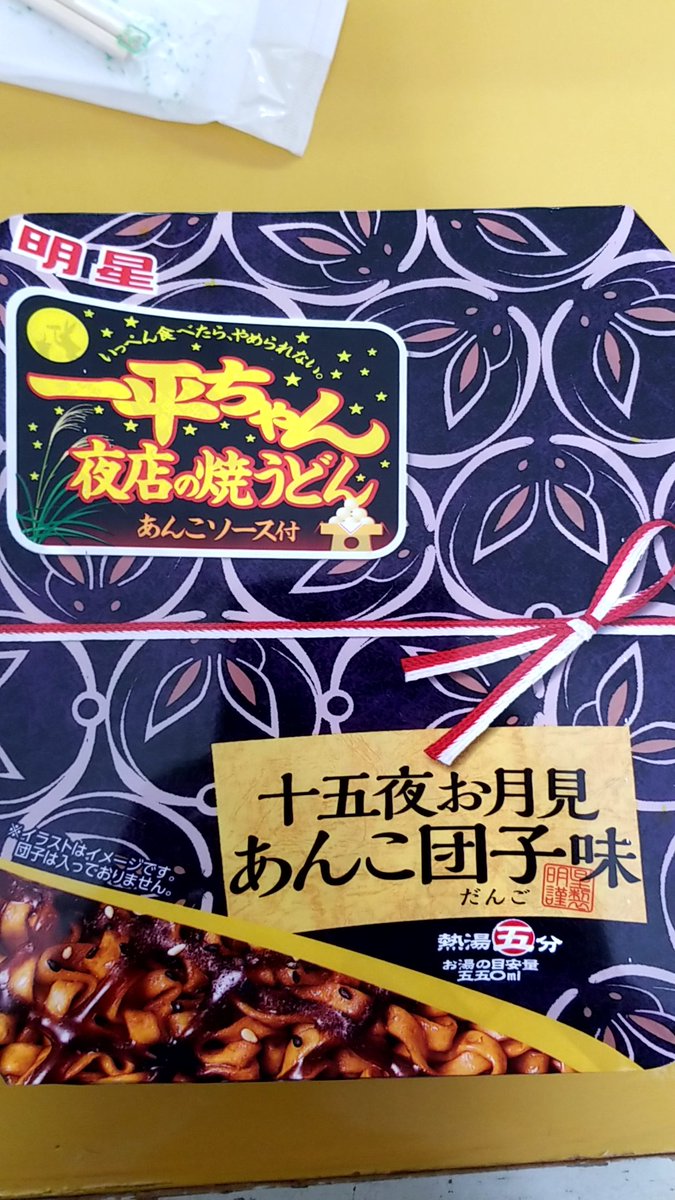 明星
いっぺん食べたら、やめられない。
一平ちゃん
夜店の焼うどん
あんこソース付
十五夜お月見
あんこ団子味
だんご
明星
謹製
※イラストはイメージです。
団子は入っておりません。
熱湯五分
お湯の目安量
五五〇ml